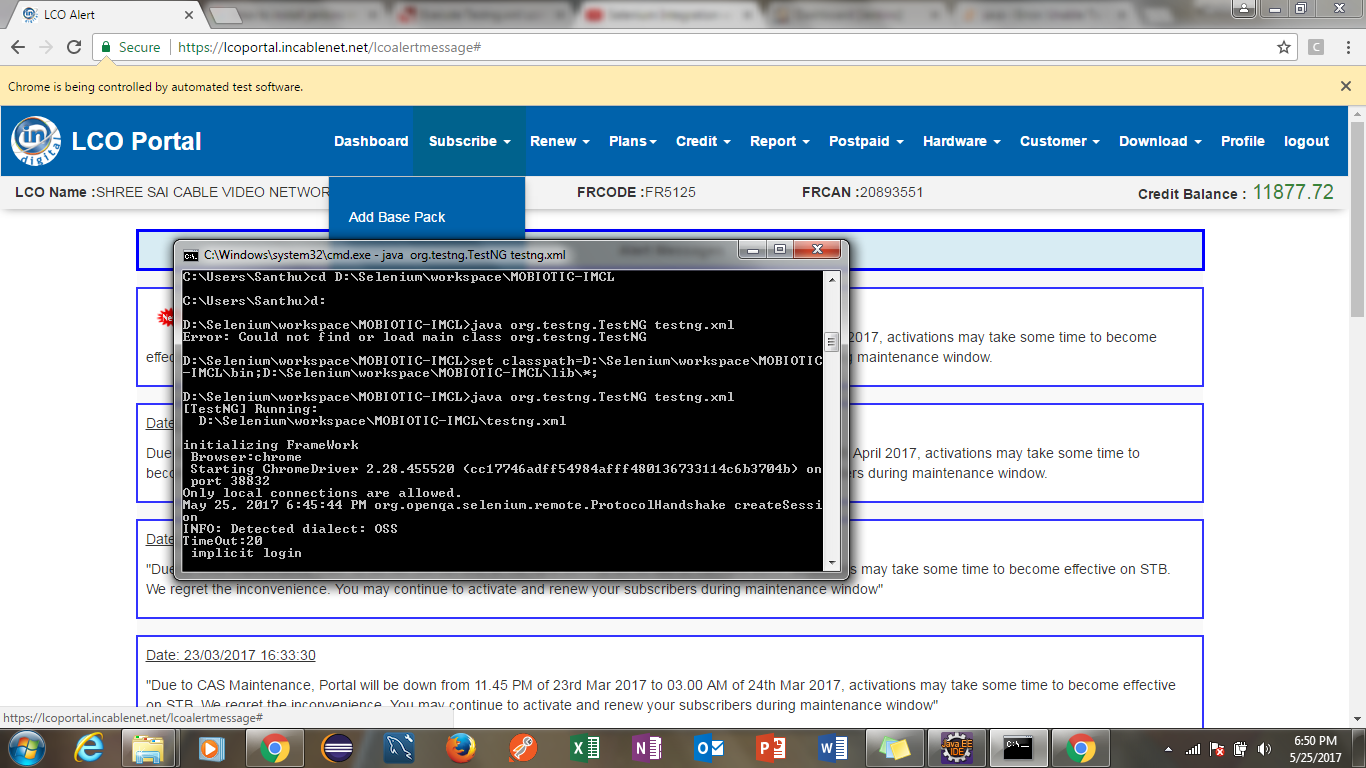 LCO Alert
Secure
https://lcoportal.incablenet.net/lcoalertmessage#
C
Chrome is being controlled by automated test software.
in
digital
LCO Portal
Dashboard Subscribe Renew Plans Credit Report Postpaid Hardware Customer Download Profile logout
LCO Name :SHREE SAI CABLE VIDEO NETWOR FRCODE :FR5125 FRCAN :20893551 Credit Balance : 11877.72
Add Base Pack
C:\Windows\system32\cmd.exe - java org.testng.TestNG testng.xml
C:\Users\Santhu>cd D:\Selenium\workspace\MOBIOTIC-IMCL
C:\Users\Santhu>d:
D:\Selenium\workspace\MOBIOTIC-IMCL>java org.testng.TestNG testng.xml
Error: Could not find or load main class org.testng.TestNG
D:\Selenium\workspace\MOBIOTIC-IMCL>set classpath=D:\Selenium\workspace\MOBIOTIC
-IMCL\bin;D:\Selenium\workspace\MOBIOTIC-IMCL\lib\*;
D:\Selenium\workspace\MOBIOTIC-IMCL>java org.testng.TestNG testng.xml
[TestNG] Running:
D:\Selenium\workspace\MOBIOTIC-IMCL\testng.xml
initializing FrameWork
Browser:chrome
Starting ChromeDriver 2.28.455520 (cc17746adff54984afff480136733114c6b3704b) on
port 38832
Only local connections are allowed.
May 25, 2017 6:45:44 PM org.openqa.selenium.remote.ProtocolHandshake createSessi
on
INFO: Detected dialect: OSS
TimeOut:20
implicit login
2017, activations may take some time to become
effec
g maintenance window.
Date
Due
April 2017, activations may take some time to
beco
ers during maintenance window.
Date
"Due
s may take some time to become effective on STB.
We regret the inconvenience. You may continue to activate and renew your subscribers during maintenance window"
Date: 23/03/2017 16:33:30
"Due to CAS Maintenance, Portal will be down from 11.45 PM of 23rd Mar 2017 to 03.00 AM of 24th Mar 2017, activations may take some time to become effective
on STB. We regret the inconvenience. You may continue to activate and renew your subscribers during maintenance window"
https://lcoportal.incablenet.net/lcoalertmessage#
Java EE
IDE
C:\
6:50 PM
5/25/2017